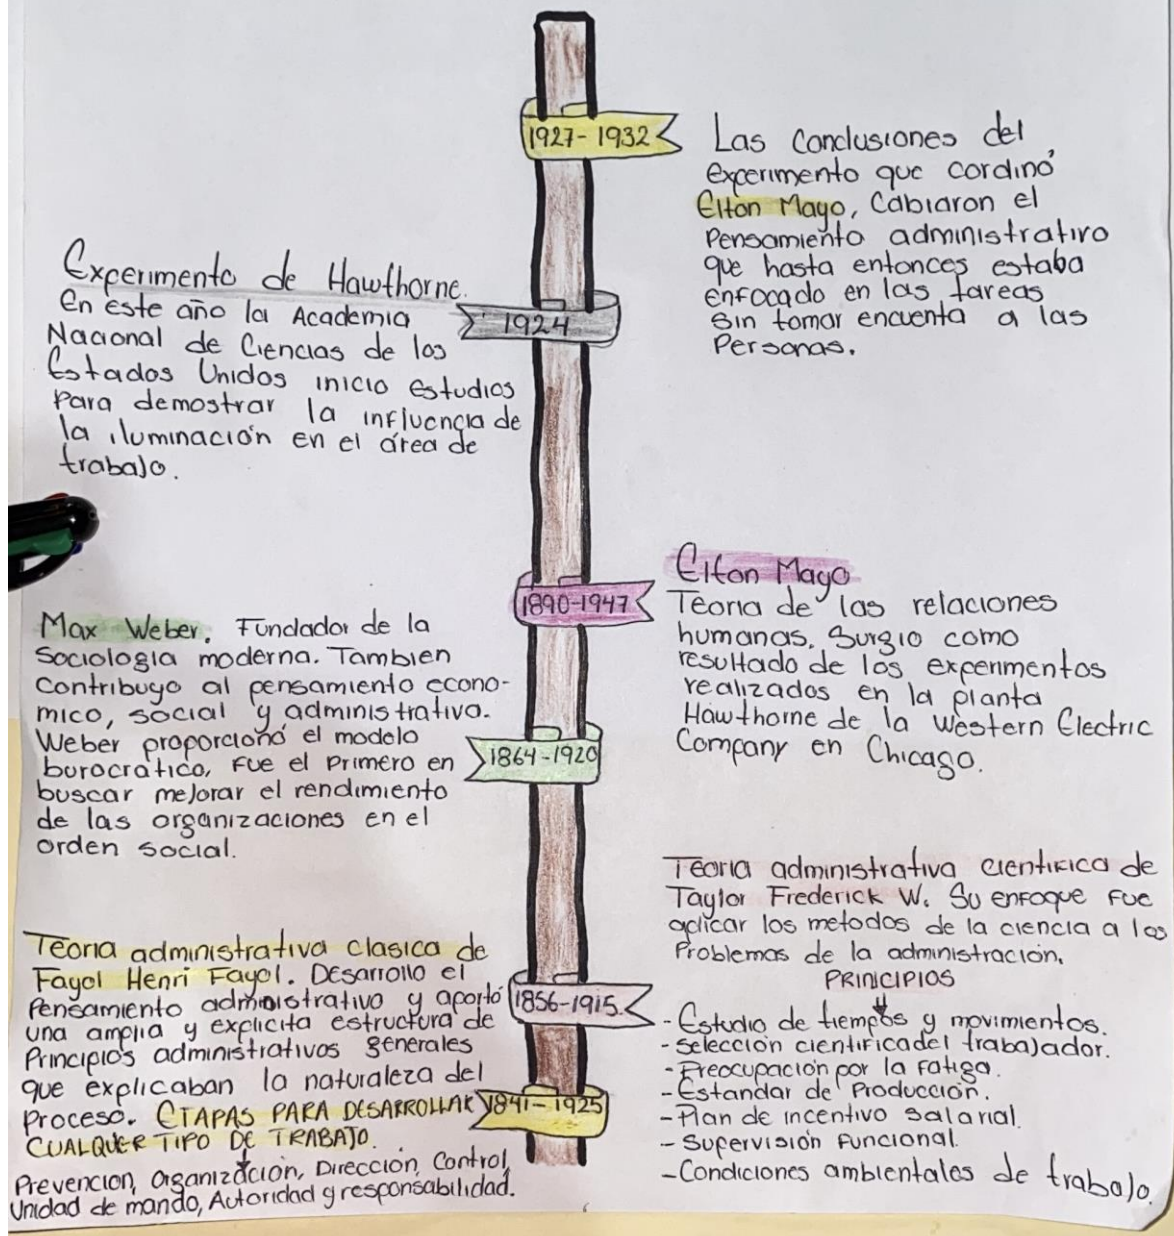 1927-1932
Las Conclusiones del
experimento que cordinó
Elton Mayo, Cabiaron el
Pensamiento administrativo
que hasta entonces estaba
enfocado en las tareas
Sin tomar encuenta a las
Personas.
Experimento de Hawthorne.
En este año la Academia
Nacional de Ciencias de los
Estados Unidos inicio estudios
Para demostrar la influencia de
la iluminación en el área de
trabajo.
1924
1890-1947
Elton Mayo
Teoria de las relaciones
humanas. Surgio como
resultado de los experimentos
realizados en la planta
Hawthorne de la Western Electric
Company en Chicago.
Max Weber. Fundador de la
Sociologia moderna. Tambien
Contribuyo al pensamiento econo-
mico, social y administrativo.
Weber proporcionó el modelo
burocrático, Fue el Primero en
buscar mejorar el rendimiento
de las organizaciones en el
orden social.
1864-1920
Teoria administrativa cientifica de
Taylor Frederick W. Su enfoque Fue
aplicar los metodos de la ciencia a los
Problemas de la administración.
PRINICIPIOS
- Estudio de tiempos y movimientos.
- Selección cientifica del trabajador.
- Preocupación por la Fatiga.
- Estandar de Producción.
- Plan de incentivo Salarial.
- Supervisión Funcional.
- Condiciones ambientales de trabajo.
1856-1915
Teoria administrativa clasica de
Fayol Henri Fayol. Desarrollo el
Pensamiento administrativo y aportó
una amplia y explicita estructura de
Principios administrativos generales
que explicaban la naturaleza del
Proceso. ETAPAS PARA DESARROLLAR
CUALQUER TIPO DE TRABAJO.
Prevencion, Organización, Dirección, Control,
Unidad de mando, Autoridad y responsabilidad.
1841-1925